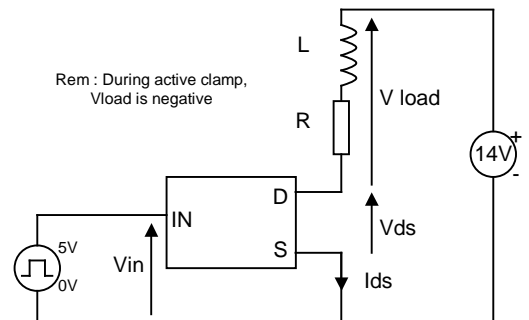 L
Rem : During active clamp,
Vload is negative
R
V load
14V
+
-
D
IN
S
Vds
Vin
Ids
5V
0V